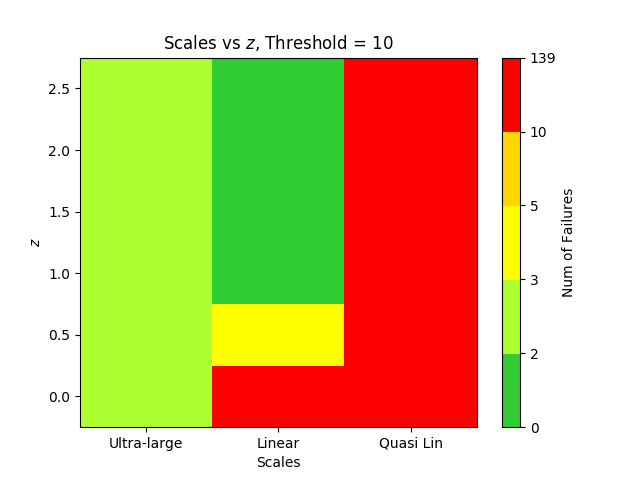 Scales vs z, Threshold = 10
2.5
2.0
1.5
1.0
0.5
0.0
z
Ultra-large
Linear
Quasi Lin
Scales
139
10
5
3
2
0
Num of Failures